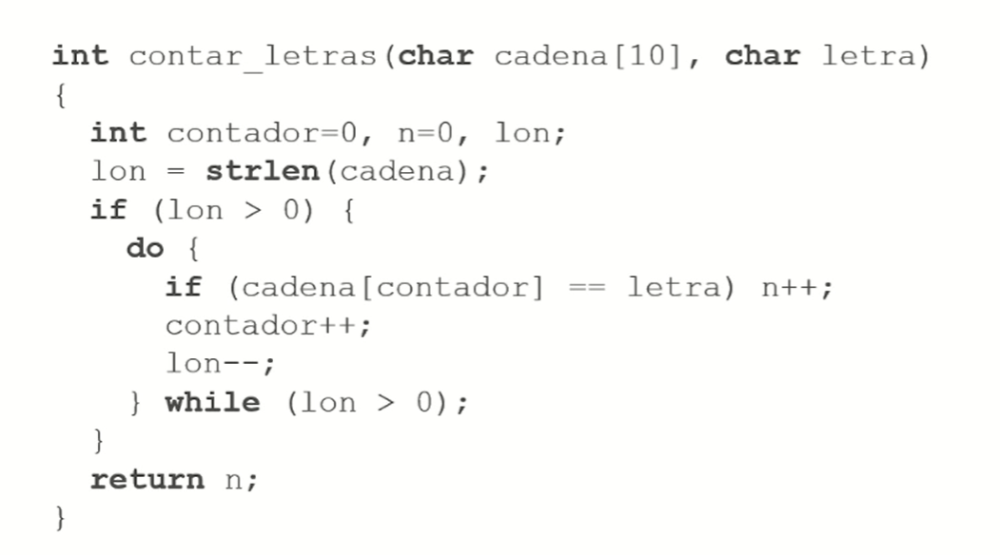 int contar_letras(char cadena[10], char letra)
{
int contador=0, n=0, lon;
lon = strlen(cadena);
if (lon > 0) {
do {
if (cadena[contador] == letra) n++;
contador++;
lon--;
} while (lon > 0);
}
return n;
}